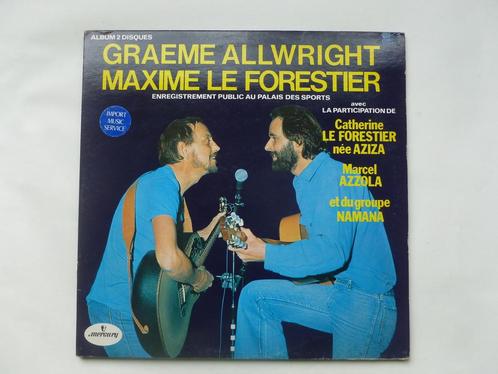 ALBUM 2 DISQUES
GRAEME ALLWRIGHT
MAXIME LE FORESTIER
ENREGISTREMENT PUBLIC AU PALAIS DES SPORTS
avec
LA PARTICIPATION DE
Catherine
LE FORESTIER
née AZIZA
Marcel
AZZOLA
et du groupe
NAMANA
IMPORT
MUSIC
SERVICE
mercury